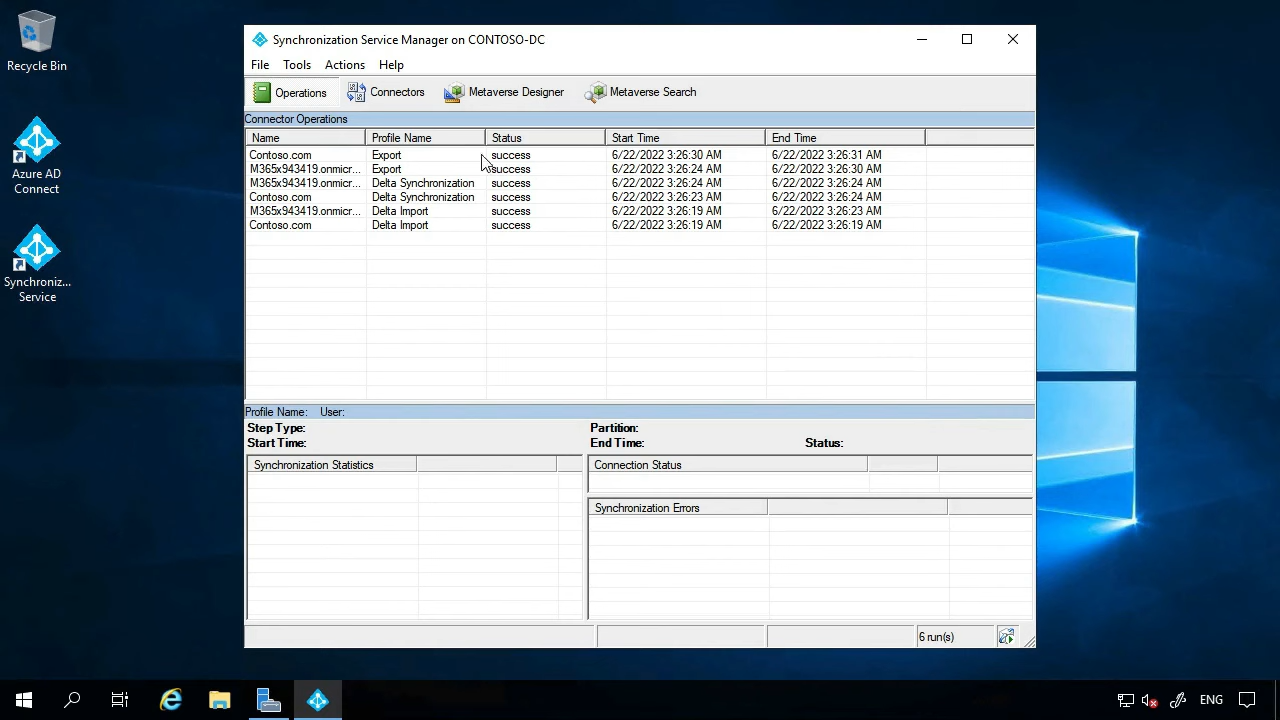 Recycle Bin
Azure AD
Connect
Synchroniz...
Service
Synchronization Service Manager on CONTOSO-DC
File Tools Actions Help
Operations Connectors Metaverse Designer Metaverse Search
Connector Operations
Name Profile Name Status Start Time End Time
Contoso.com Export success 6/22/2022 3:26:30 AM 6/22/2022 3:26:31 AM
M365x943419.onmicr... Export success 6/22/2022 3:26:24 AM 6/22/2022 3:26:30 AM
M365x943419.onmicr... Delta Synchronization success 6/22/2022 3:26:24 AM 6/22/2022 3:26:24 AM
Contoso.com Delta Synchronization success 6/22/2022 3:26:23 AM 6/22/2022 3:26:24 AM
M365x943419.onmicr... Delta Import success 6/22/2022 3:26:19 AM 6/22/2022 3:26:23 AM
Contoso.com Delta Import success 6/22/2022 3:26:19 AM 6/22/2022 3:26:19 AM
Profile Name: User:
Step Type: Partition:
Start Time: End Time: Status:
Synchronization Statistics
Connection Status
Synchronization Errors
6 run(s)
ENG